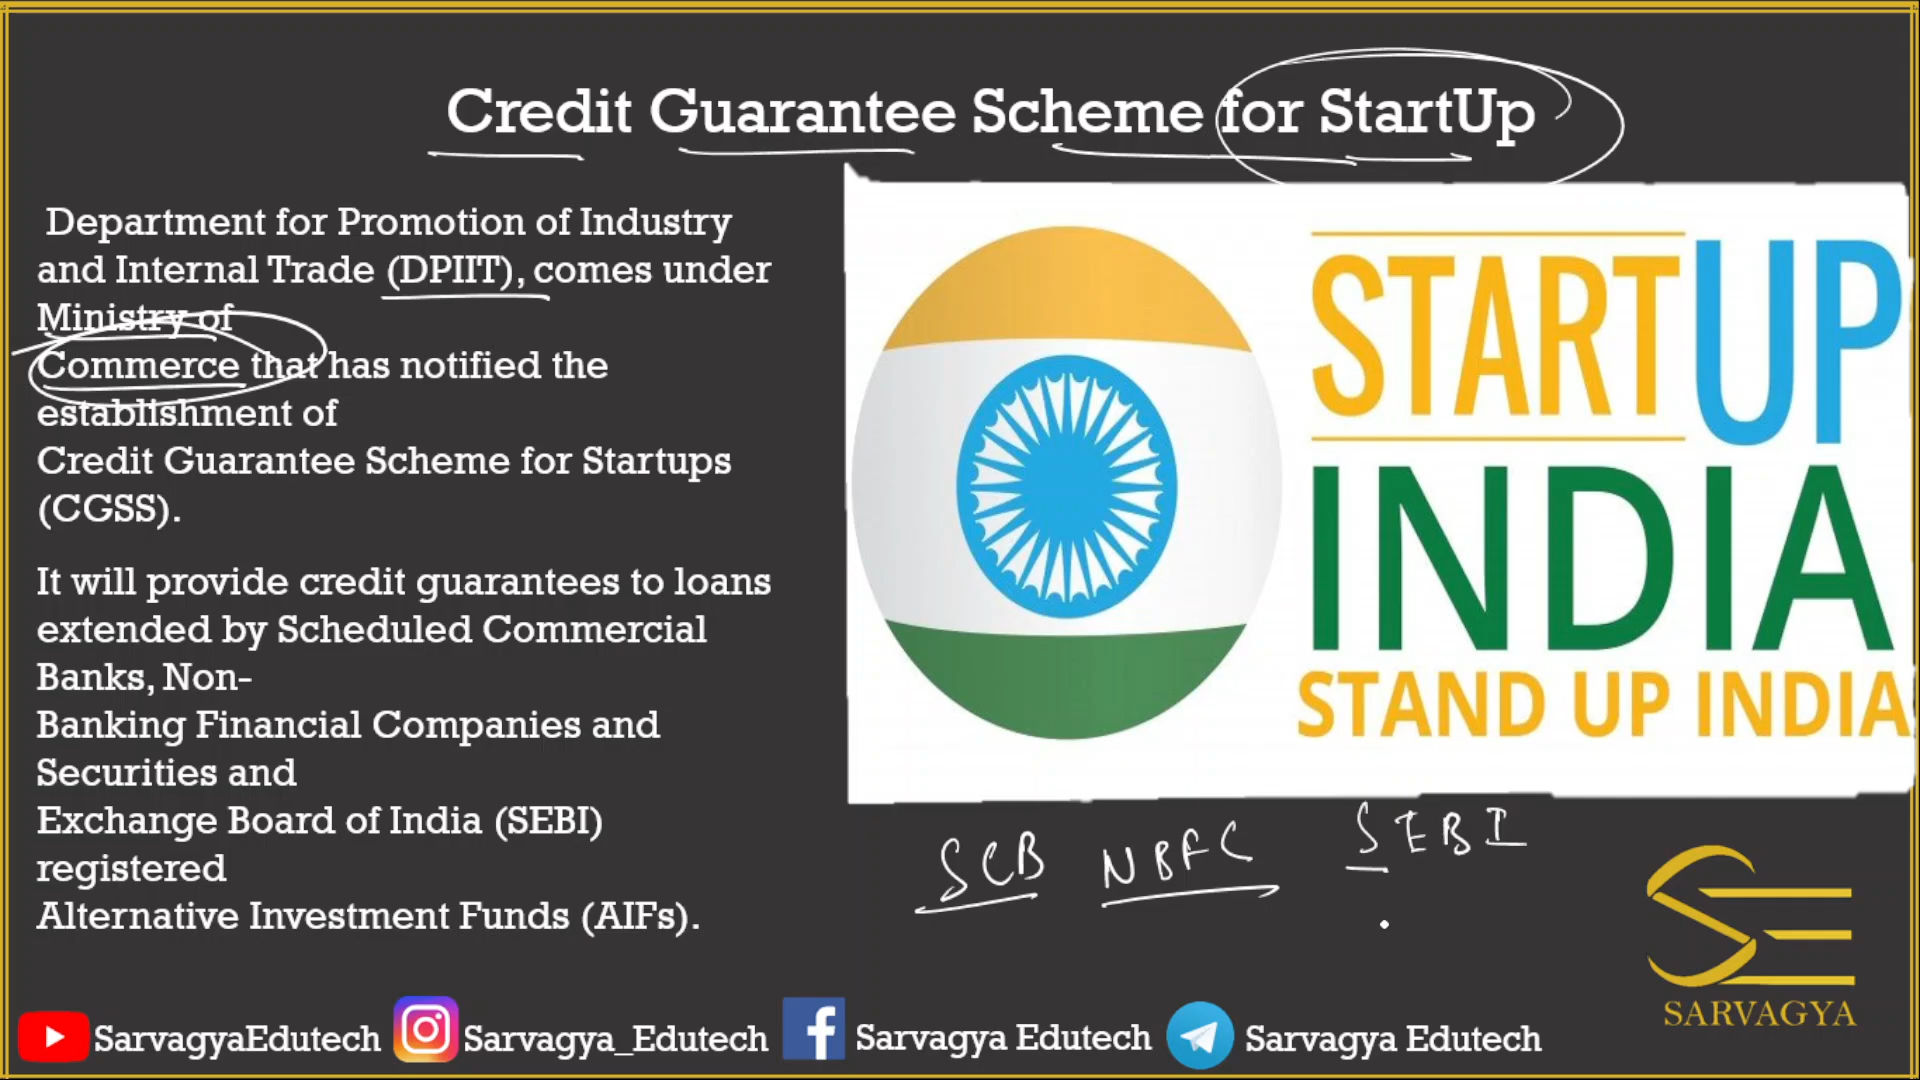 Credit Guarantee Scheme for StartUp
Department for Promotion of Industry
and Internal Trade (DPIIT), comes under
Ministry of
Commerce that has notified the
establishment of
Credit Guarantee Scheme for Startups
(CGSS).
It will provide credit guarantees to loans
extended by Scheduled Commercial
Banks, Non-
Banking Financial Companies and
Securities and
Exchange Board of India (SEBI)
registered
Alternative Investment Funds (AIFs).
STARTUP
INDIA
STAND UP INDIA
SCB NBFC SEBI
SE
SARVAGYA
SarvagyaEdutech Sarvagya_Edutech Sarvagya Edutech Sarvagya Edutech